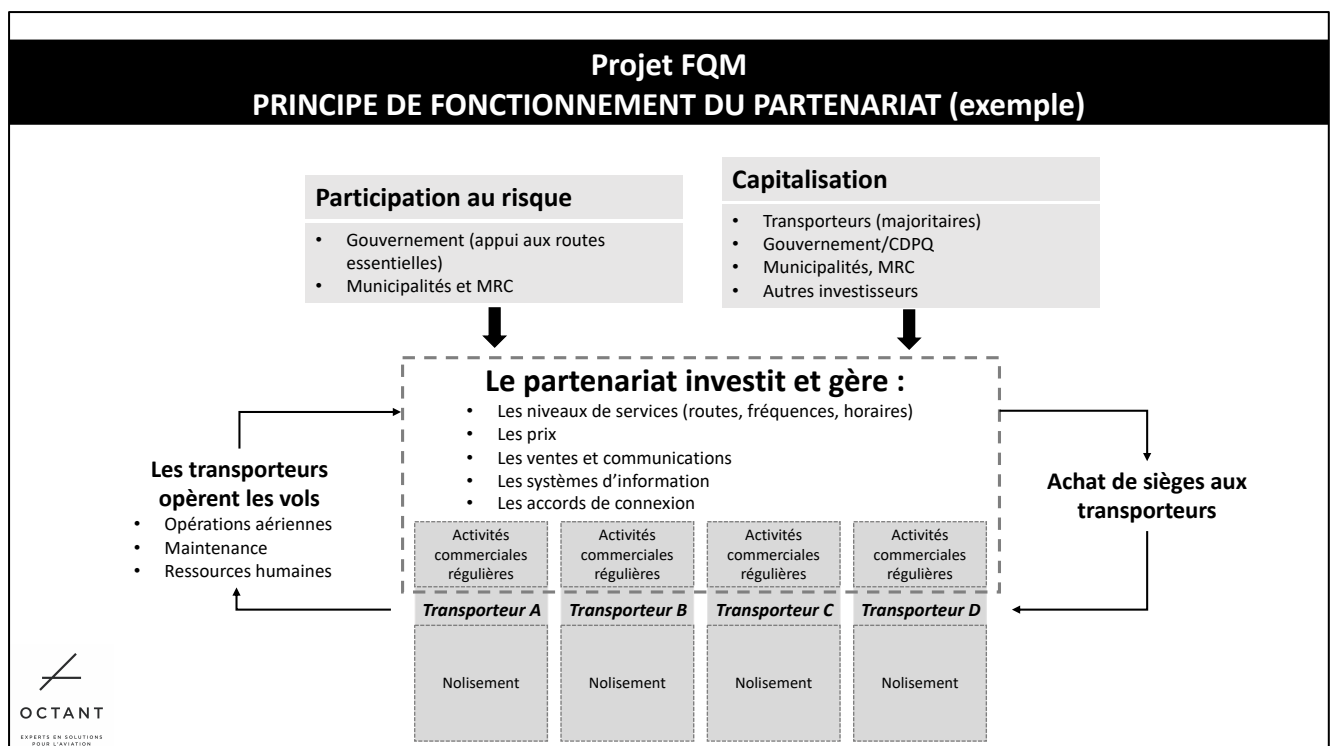 Projet FQM
PRINCIPE DE FONCTIONNEMENT DU PARTENARIAT (exemple)
Participation au risque
• Gouvernement (appui aux routes
essentielles)
• Municipalités et MRC
Capitalisation
• Transporteurs (majoritaires)
• Gouvernement/CDPQ
• Municipalités, MRC
• Autres investisseurs
Le partenariat investit et gère :
• Les niveaux de services (routes, fréquences, horaires)
• Les prix
• Les ventes et communications
• Les systèmes d’information
• Les accords de connexion
Les transporteurs
opèrent les vols
• Opérations aériennes
• Maintenance
• Ressources humaines
Achat de sièges aux
transporteurs
Activités
commerciales
régulières
Activités
commerciales
régulières
Activités
commerciales
régulières
Activités
commerciales
régulières
Transporteur A
Transporteur B
Transporteur C
Transporteur D
Nolisement
Nolisement
Nolisement
Nolisement
OCTANT
EXPERTS EN SOLUTIONS
POUR L'AVIATION